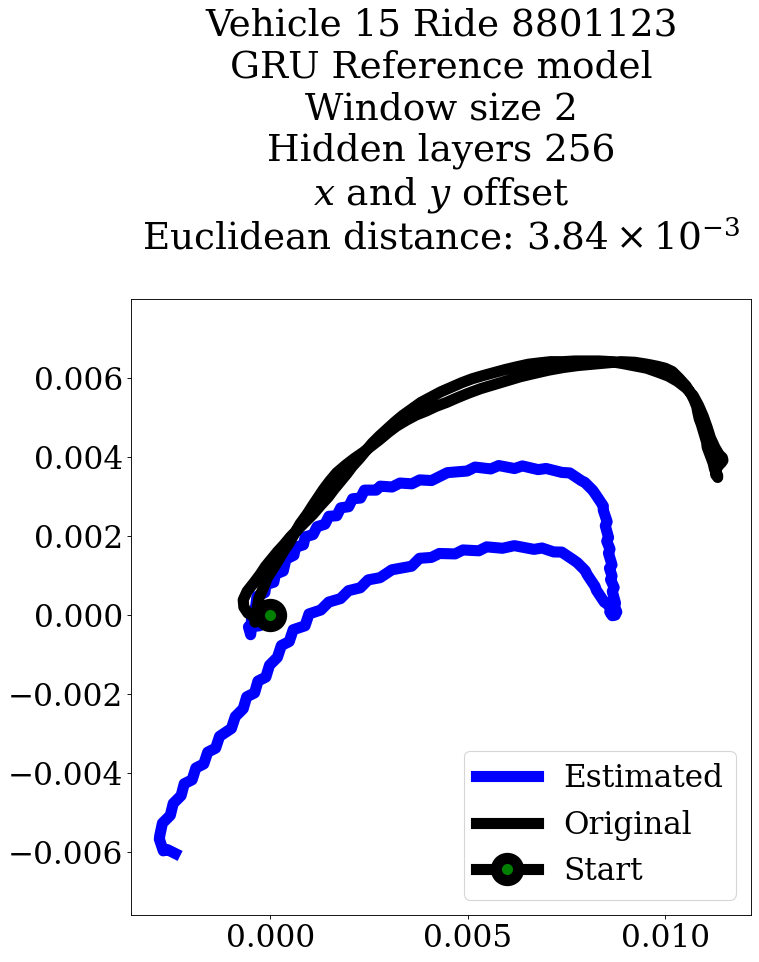 Vehicle 15 Ride 8801123
GRU Reference model
Window size 2
Hidden layers 256
x and y offset
Euclidean distance: 3.84 × 10⁻³
0.006
0.004
0.002
0.000
−0.002
−0.004
−0.006
Estimated
Original
Start
0.000 0.005 0.010